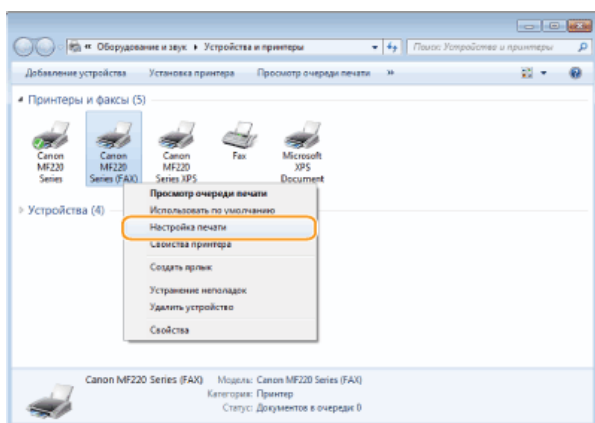 « Оборудование и звук ▸ Устройства и принтеры
Поиск: Устройства и принтеры
Добавление устройства Установка принтера Просмотр очереди печати »
Принтеры и факсы (5)
Canon MF220 Series
Canon MF220 Series (FAX)
Canon MF220 Series XPS
Fax
Microsoft XPS Document
Просмотр очереди печати
Использовать по умолчанию
Устройства (4)
Настройка печати
Свойства принтера
Создать ярлык
Устранение неполадок
Удалить устройство
Свойства
Canon MF220 Series (FAX) Модель: Canon MF220 Series (FAX)
Категория: Принтер
Статус: Документов в очереди: 0